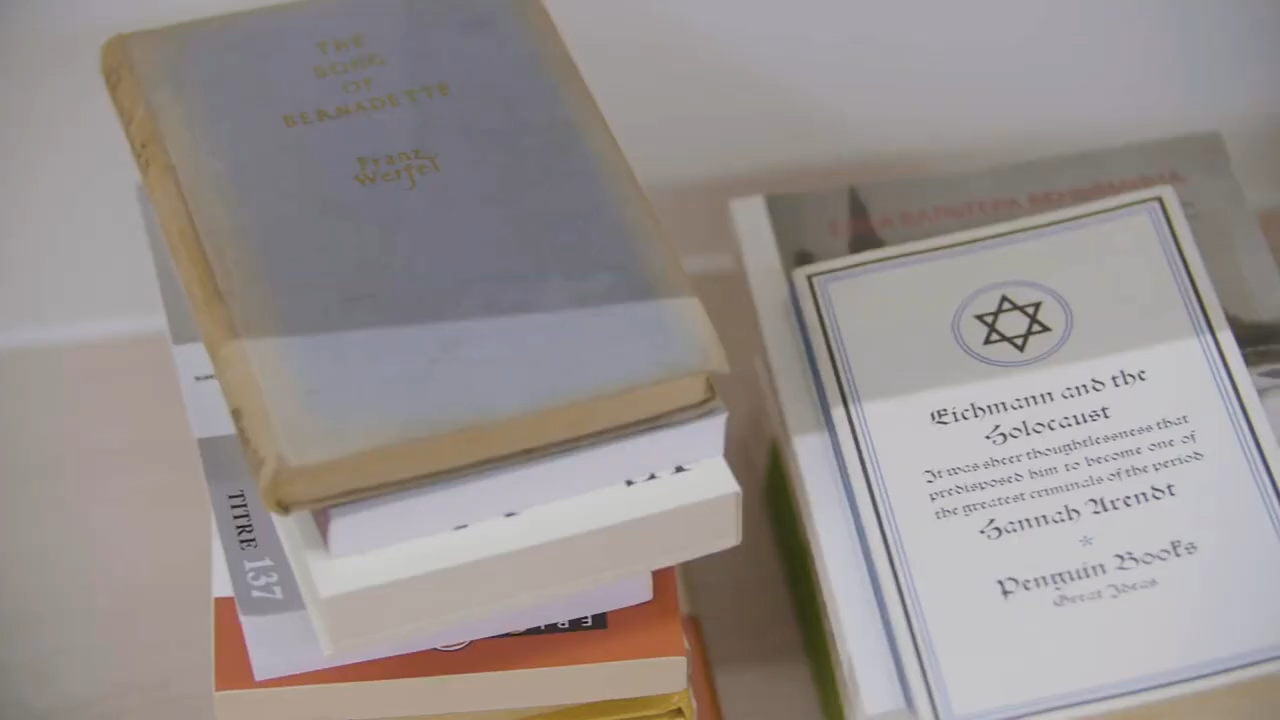 THE
SONG
OF
BERNADETTE
Franz
Werfel
TITRE 137
Eichmann and the
Holocaust
It was sheer thoughtlessness that
predisposed him to become one of
the greatest criminals of the period
Hannah Arendt
*
Penguin Books
Great Ideas